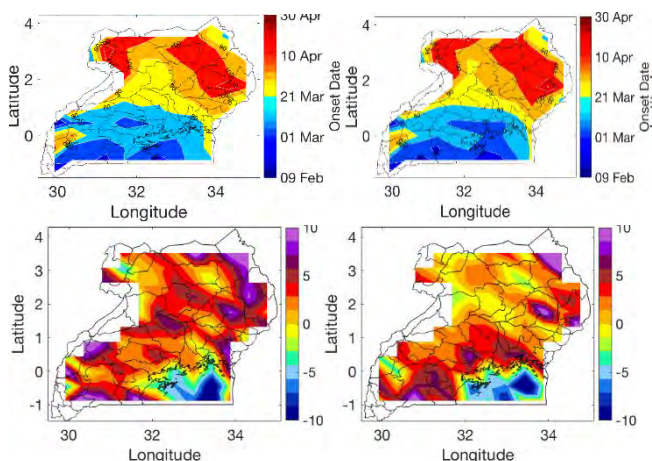 4
2
0
Latitude
30
32
34
Longitude
30 Apr
10 Apr
21 Mar
01 Mar
09 Feb
Onset Date
4
2
0
Latitude
30
32
34
Longitude
30 Apr
10 Apr
21 Mar
01 Mar
09 Feb
Onset Date
4
3
2
1
0
-1
Latitude
30
32
34
Longitude
10
5
0
-5
-10
4
3
2
1
0
-1
Latitude
30
32
34
Longitude
10
5
0
-5
-10